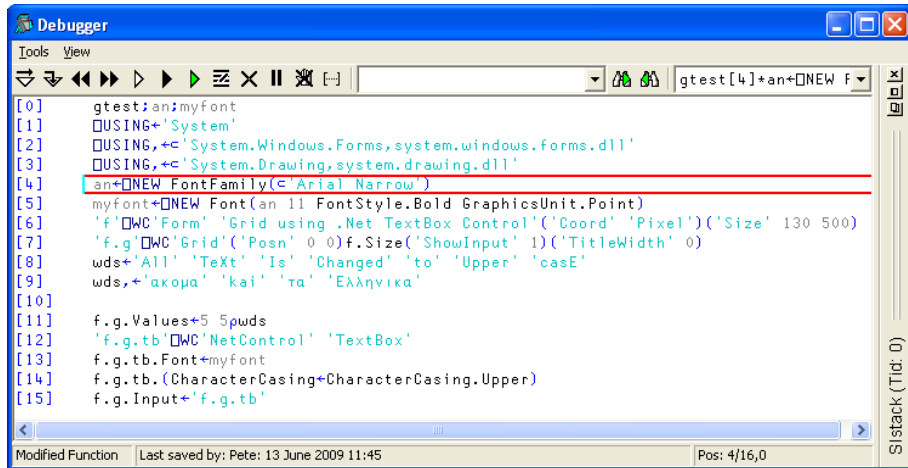 Debugger
Tools View
gtest[4]*an←⎕NEW F
[0] gtest;an;myfont
[1] ⎕USING←'System'
[2] ⎕USING,←⊂'System.Windows.Forms,system.windows.forms.dll'
[3] ⎕USING,←⊂'System.Drawing,system.drawing.dll'
[4] an←⎕NEW FontFamily(⊂'Arial Narrow')
[5] myfont←⎕NEW Font(an 11 FontStyle.Bold GraphicsUnit.Point)
[6] 'f'⎕WC'Form' 'Grid using .Net TextBox Control'('Coord' 'Pixel')('Size' 130 500)
[7] 'f.g'⎕WC'Grid'('Posn' 0 0)f.Size('ShowInput' 1)('TitleWidth' 0)
[8] wds←'All' 'TeXt' 'Is' 'Changed' 'to' 'Upper' 'casE'
[9] wds,←'ακομα' 'kai' 'τα' 'Ελληνικα'
[10]
[11] f.g.Values←5 5⍴wds
[12] 'f.g.tb'⎕WC'NetControl' 'TextBox'
[13] f.g.tb.Font←myfont
[14] f.g.tb.(CharacterCasing←CharacterCasing.Upper)
[15] f.g.Input←'f.g.tb'
SIstack (Tid: 0)
Modified Function Last saved by: Pete: 13 June 2009 11:45 Pos: 4/16,0